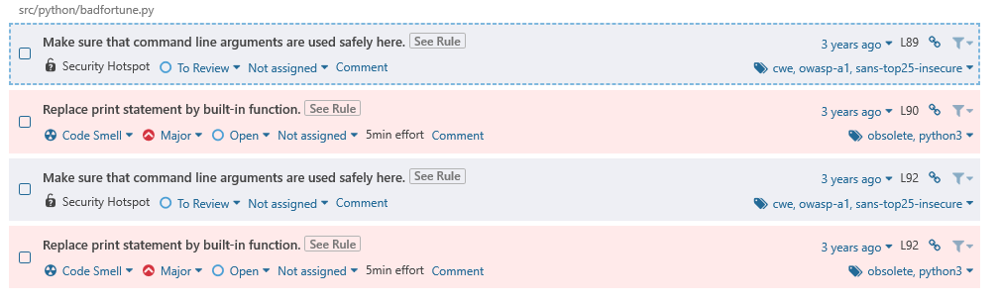 src/python/badfortune.py
Make sure that command line arguments are used safely here. See Rule 3 years ago L89
Security Hotspot To Review Not assigned Comment cwe, owasp-a1, sans-top25-insecure
Replace print statement by built-in function. See Rule 3 years ago L90
Code Smell Major Open Not assigned 5min effort Comment obsolete, python3
Make sure that command line arguments are used safely here. See Rule 3 years ago L92
Security Hotspot To Review Not assigned Comment cwe, owasp-a1, sans-top25-insecure
Replace print statement by built-in function. See Rule 3 years ago L92
Code Smell Major Open Not assigned 5min effort Comment obsolete, python3